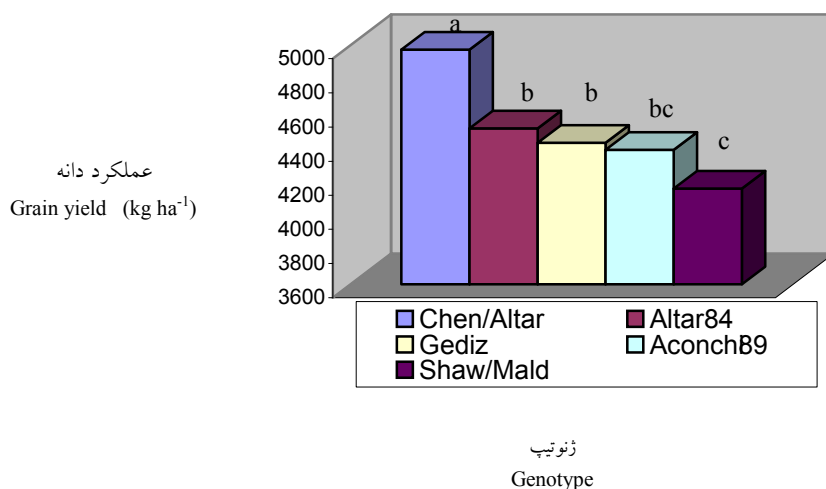 a
b
b
bc
c
5000
4800
4600
4400
4200
4000
3800
3600
عملکرد دانه
Grain yield (kg ha-1)
Chen/Altar
Altar84
Gediz
Aconch89
Shaw/Mald
ژنوتیپ
Genotype